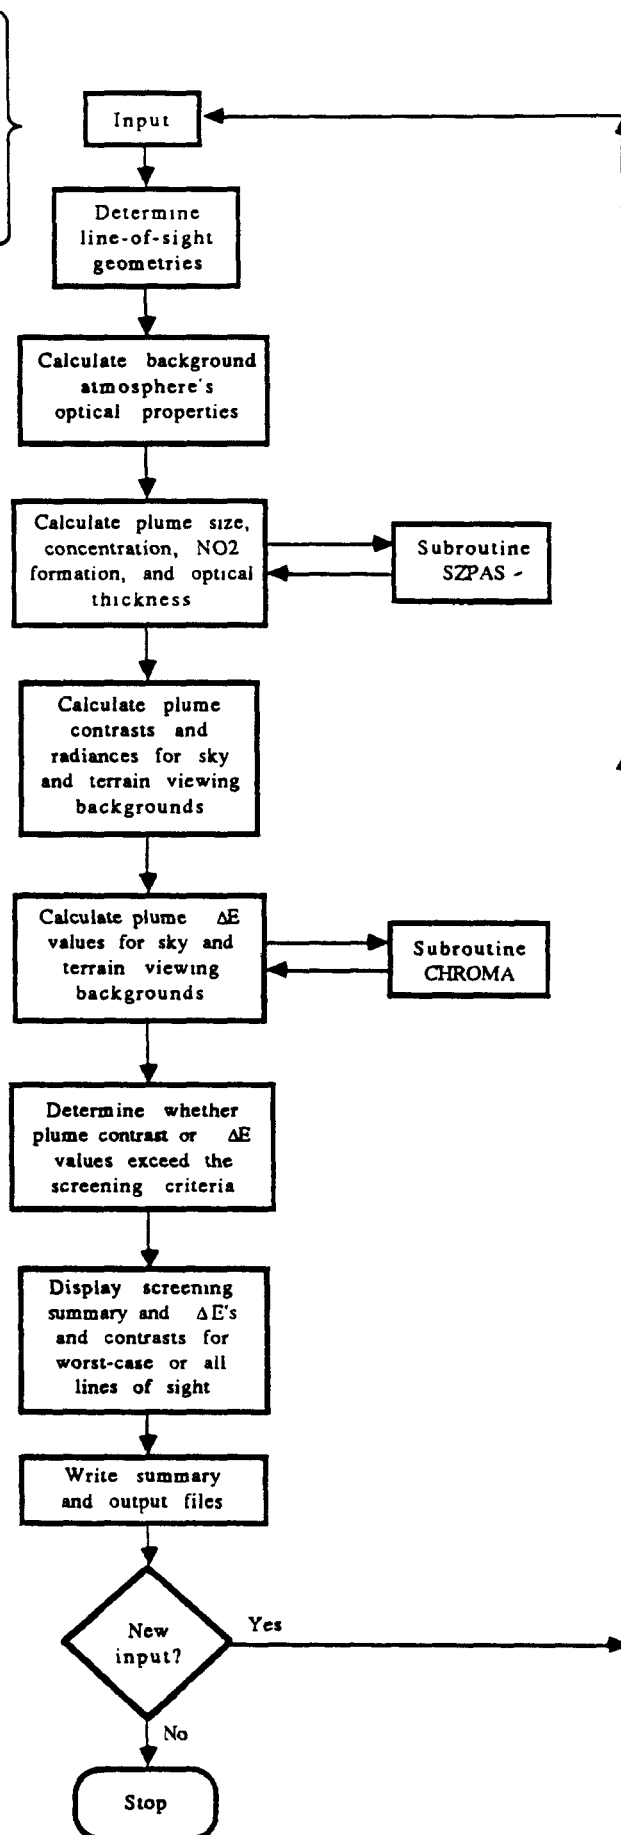 Input
Determine
line-of-sight
geometries
Calculate background
atmosphere's
optical properties
Calculate plume size,
concentration, NO2
formation, and optical
thickness
Subroutine
SZPAS
Calculate plume
contrasts and
radiances for sky
and terrain viewing
backgrounds
Calculate plume ΔE
values for sky and
terrain viewing
backgrounds
Subroutine
CHROMA
Determine whether
plume contrast or ΔE
values exceed the
screening criteria
Display screening
summary and ΔE's
and contrasts for
worst-case or all
lines of sight
Write summary
and output files
New
input?
Yes
No
Stop